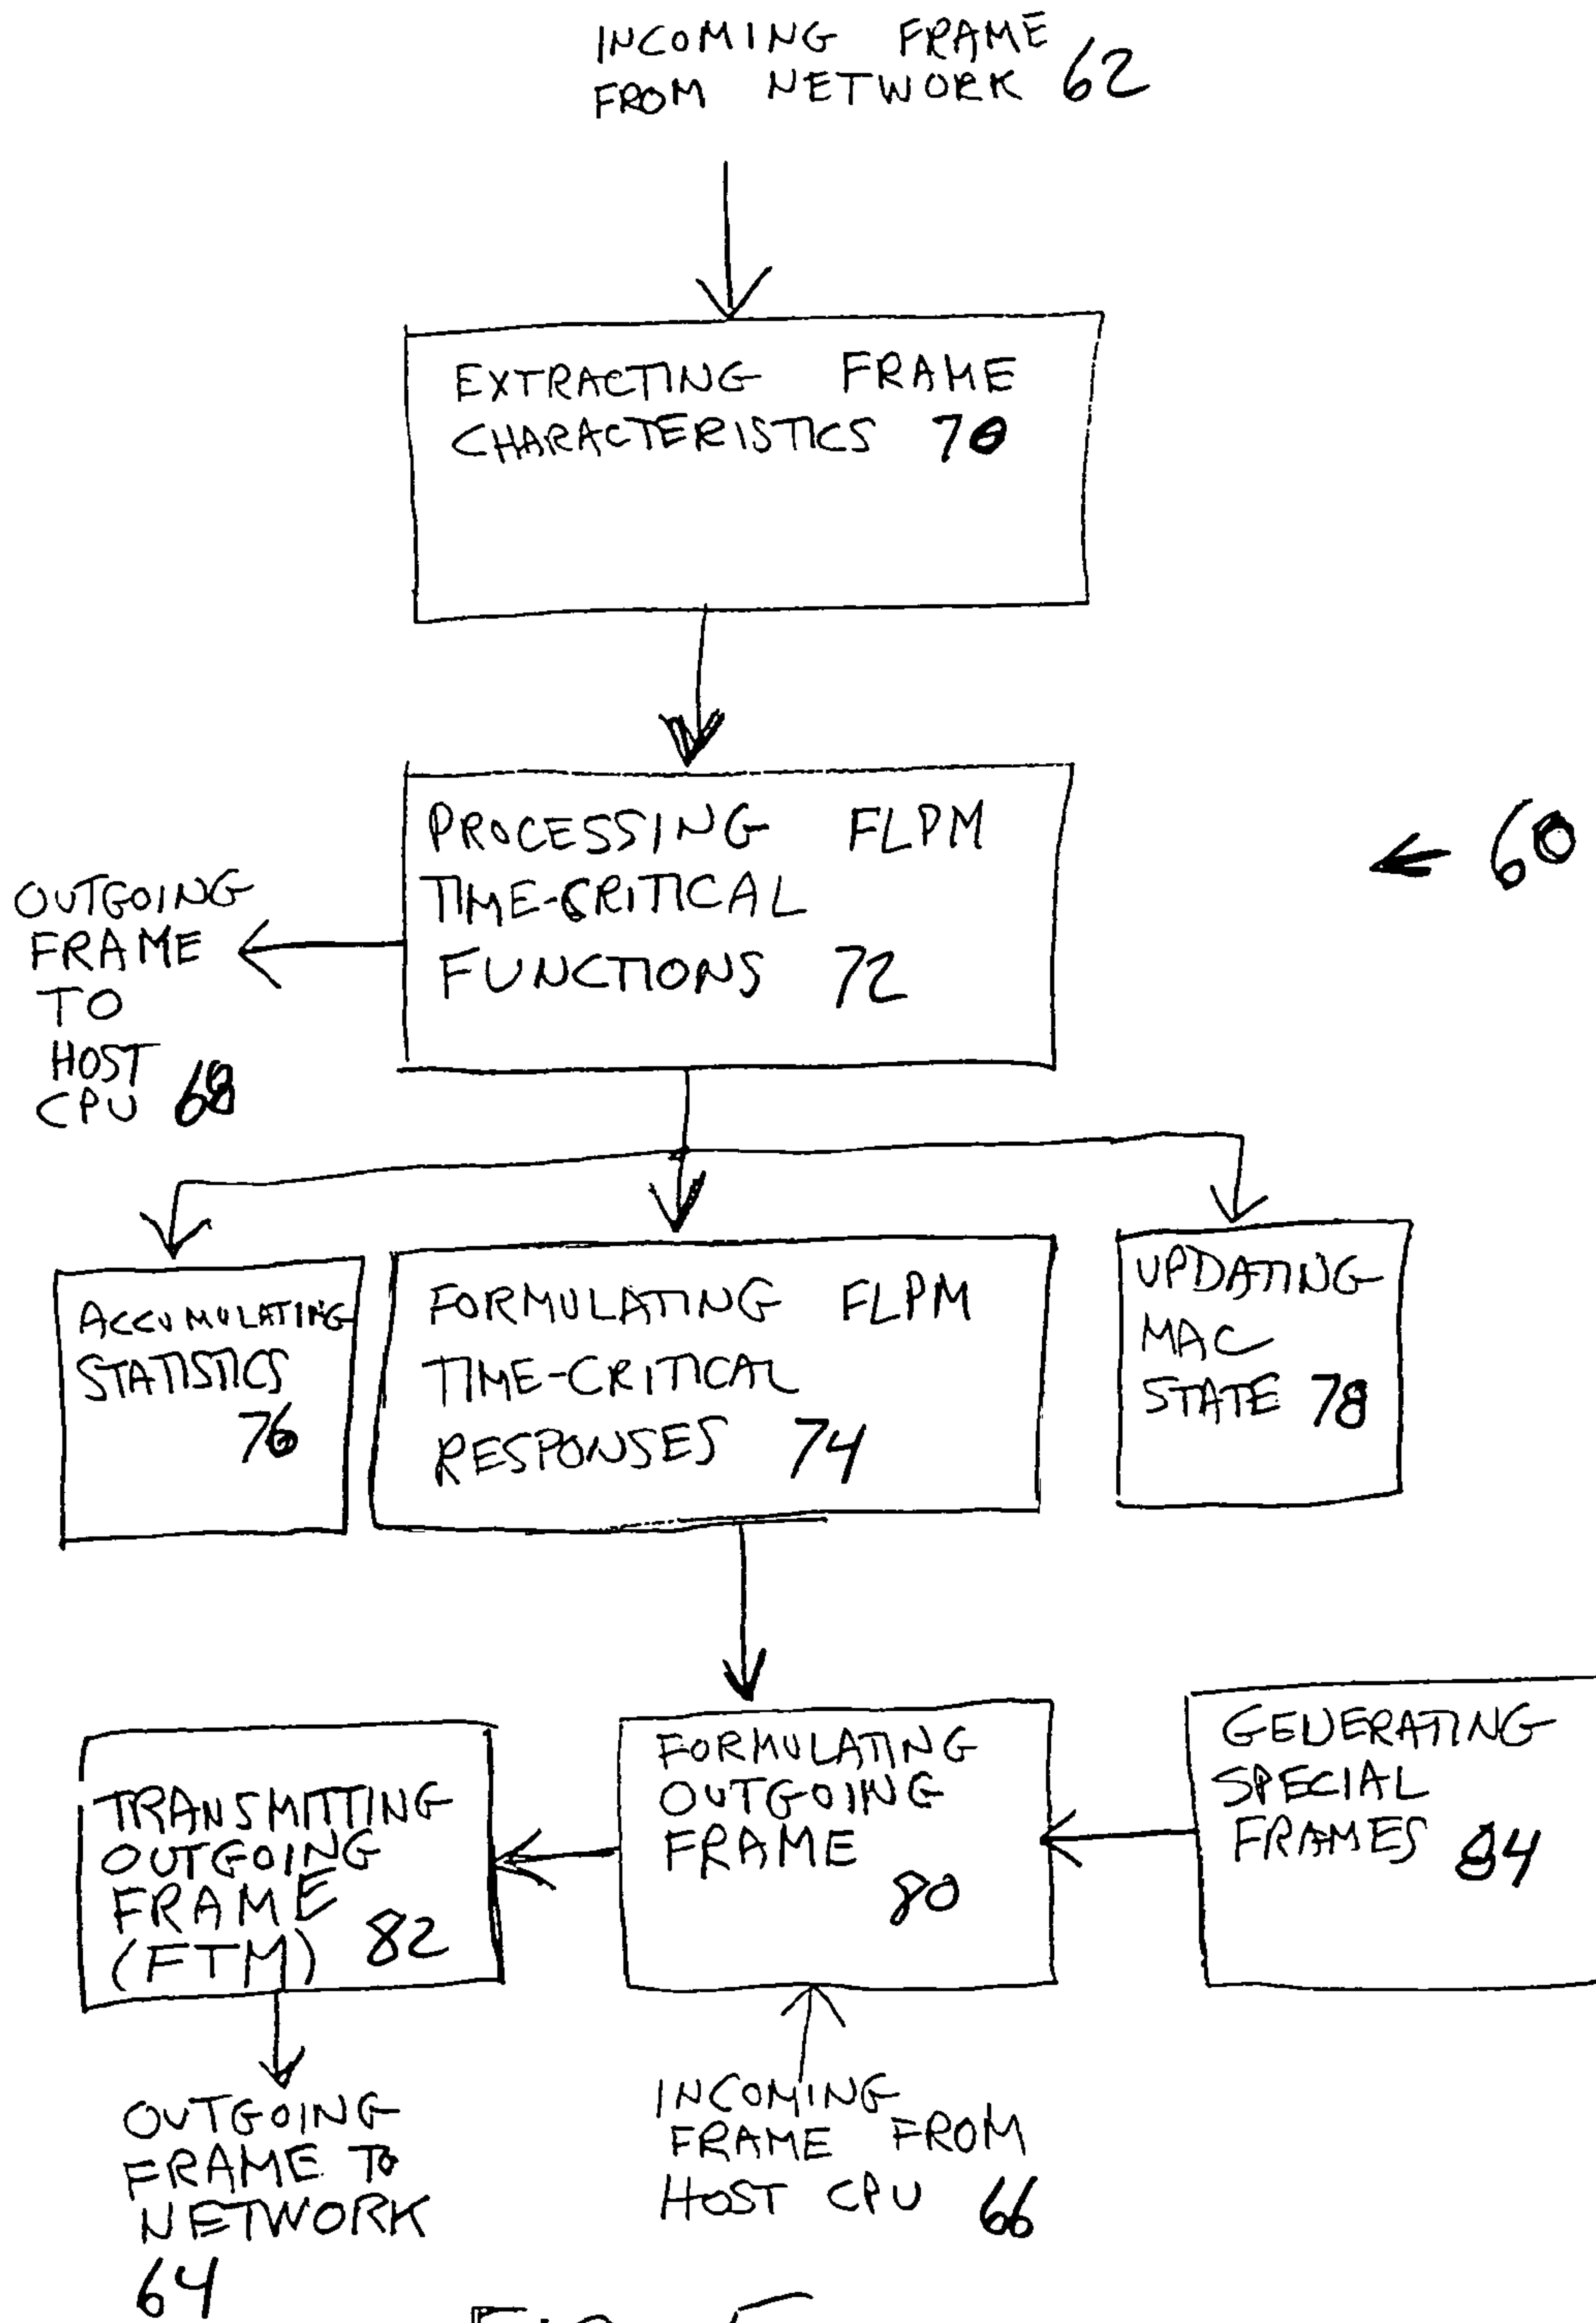 INCOMING FRAME
FROM NETWORK 62
EXTRACTING FRAME
CHARACTERISTICS 70
PROCESSING FLPM
TIME-CRITICAL
FUNCTIONS 72
60
OUTGOING
FRAME
TO
HOST
CPU 68
ACCUMULATING
STATISTICS
76
FORMULATING FLPM
TIME-CRITICAL
RESPONSES 74
UPDATING
MAC
STATE 78
TRANSMITTING
OUTGOING
FRAME
(FTM) 82
FORMULATING
OUTGOING
FRAME
80
GENERATING
SPECIAL
FRAMES 84
OUTGOING
FRAME TO
NETWORK
64
INCOMING
FRAME FROM
HOST CPU 66